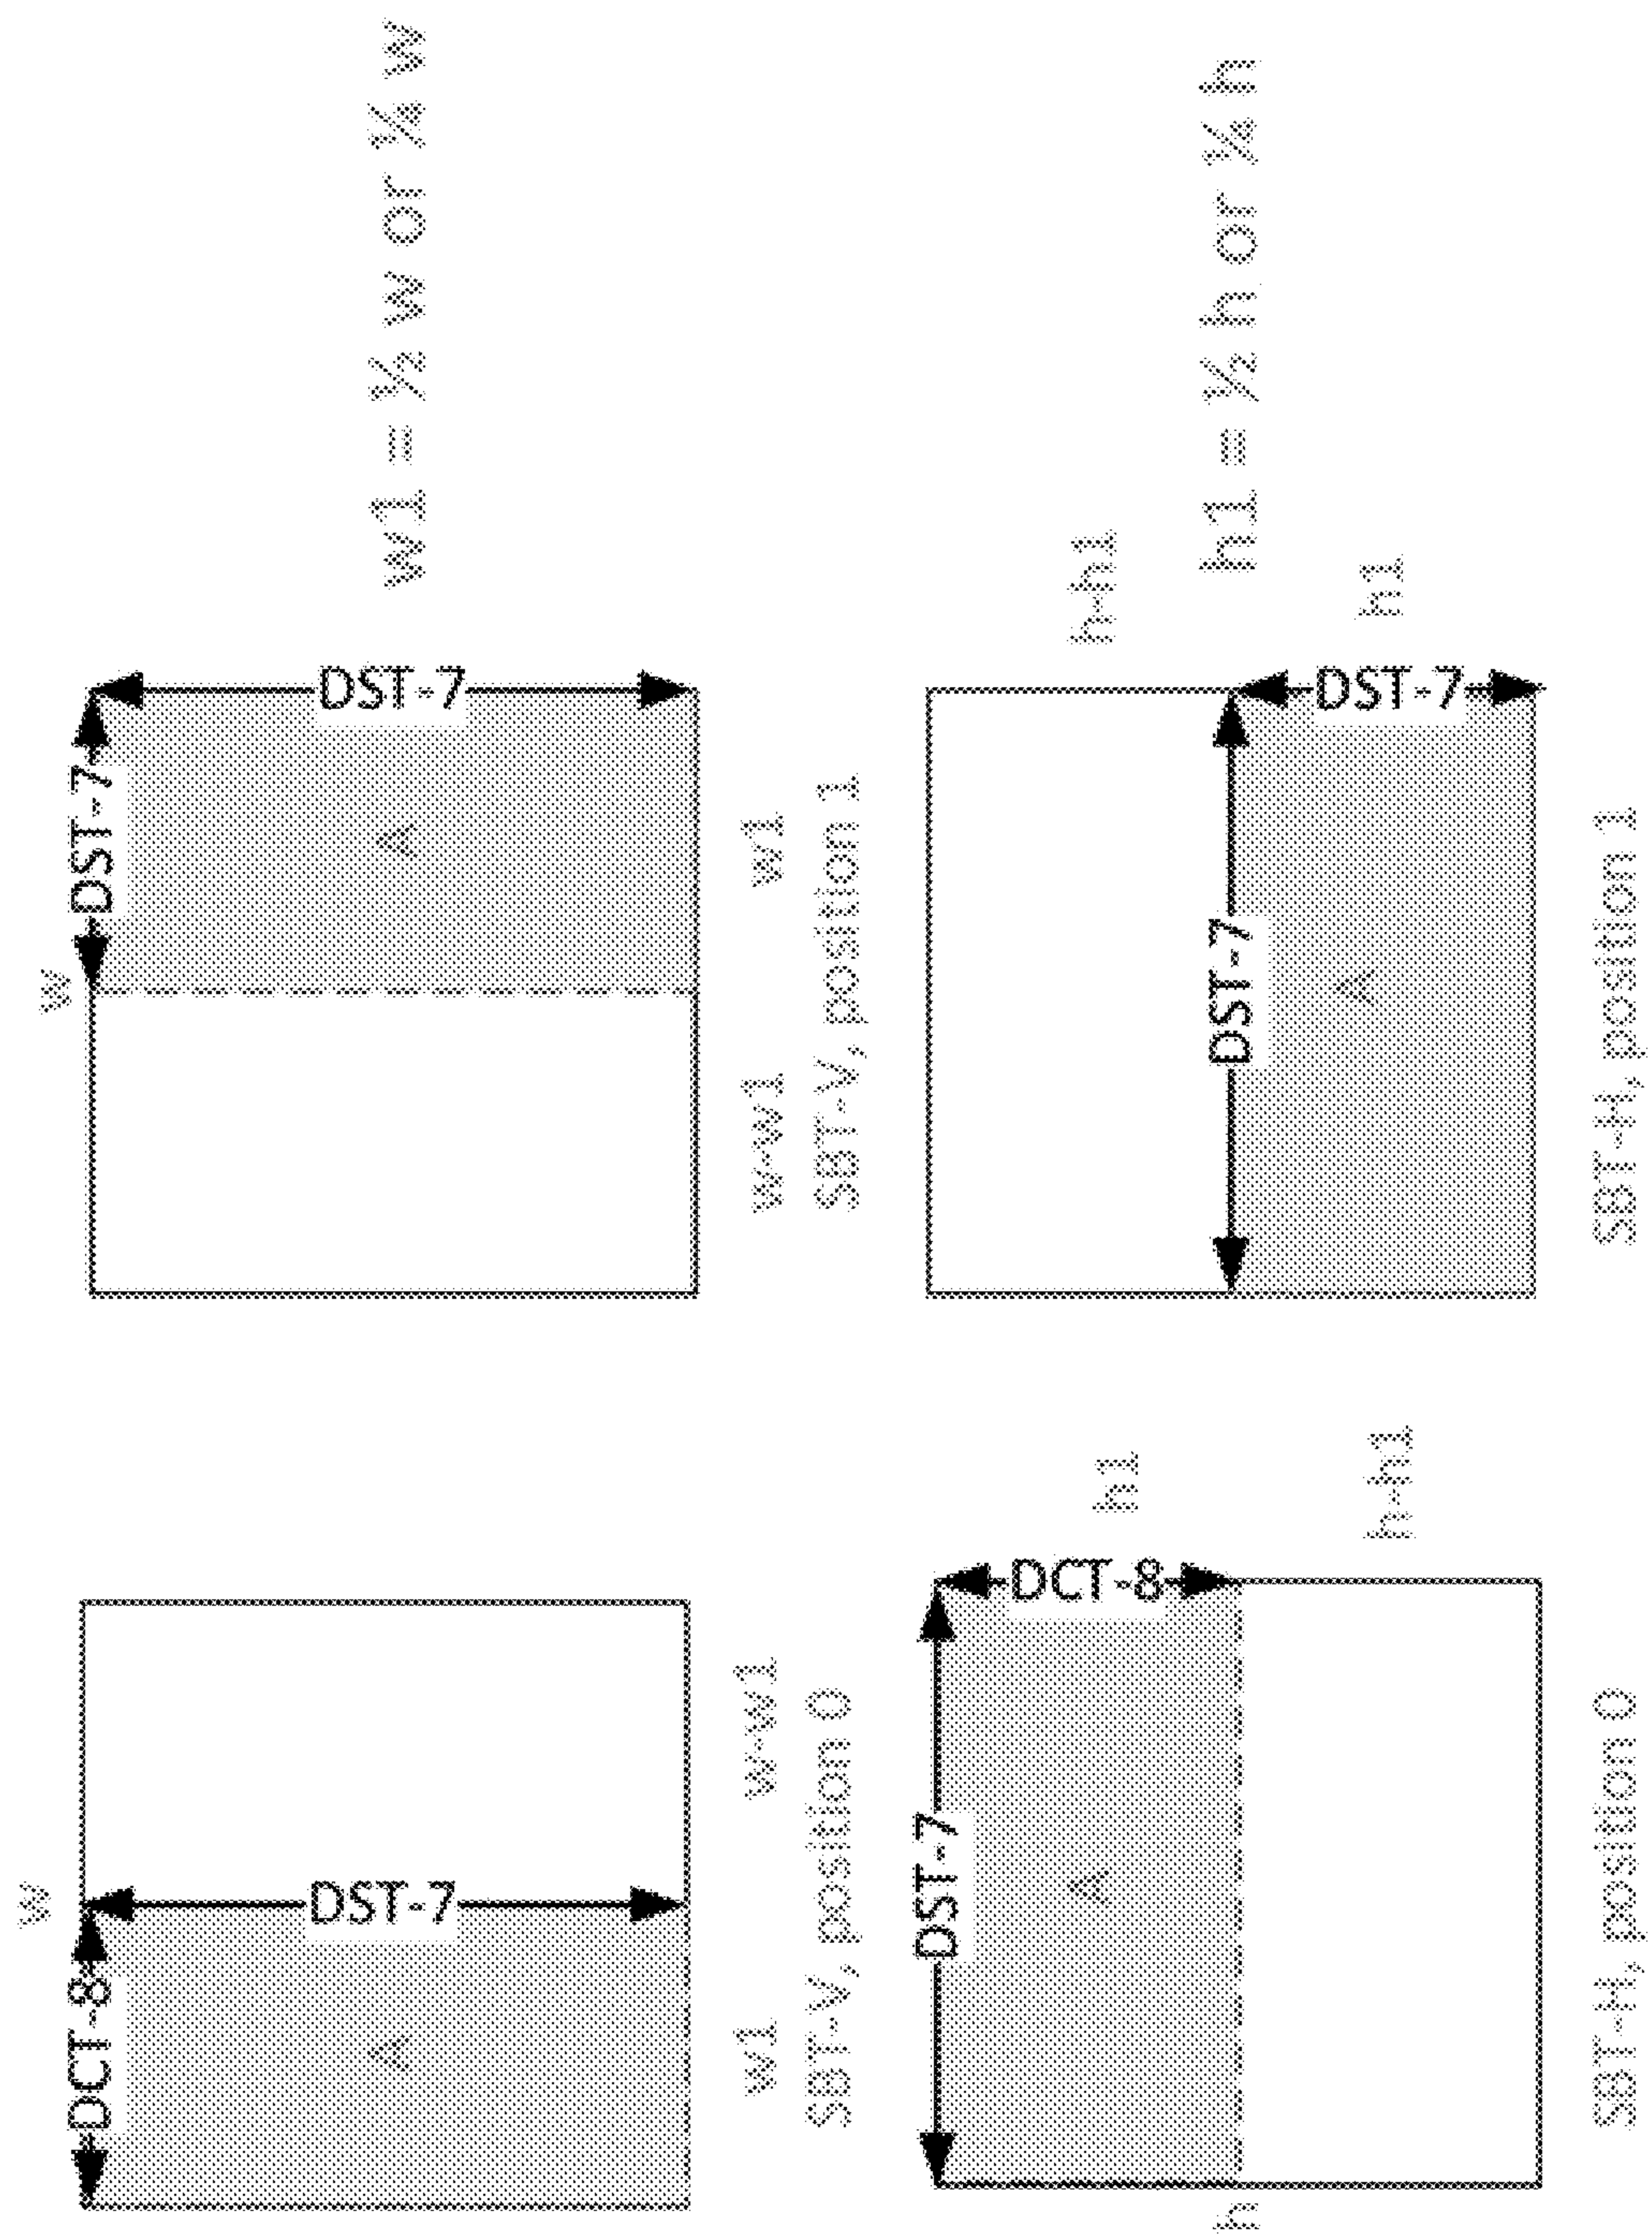 w
DCT-8
DST-7
A
w1 w-w1
SBT-V, position 0
w
DST-7
DST-7
A
w-w1 w1
SBT-V, position 1
w1 = ½ w or ¼ w
DST-7
DCT-8
h1
A
h
h-h1
SBT-H, position 0
h-h1
DST-7
DST-7
h1
A
SBT-H, position 1
h1 = ½ h or ¼ h